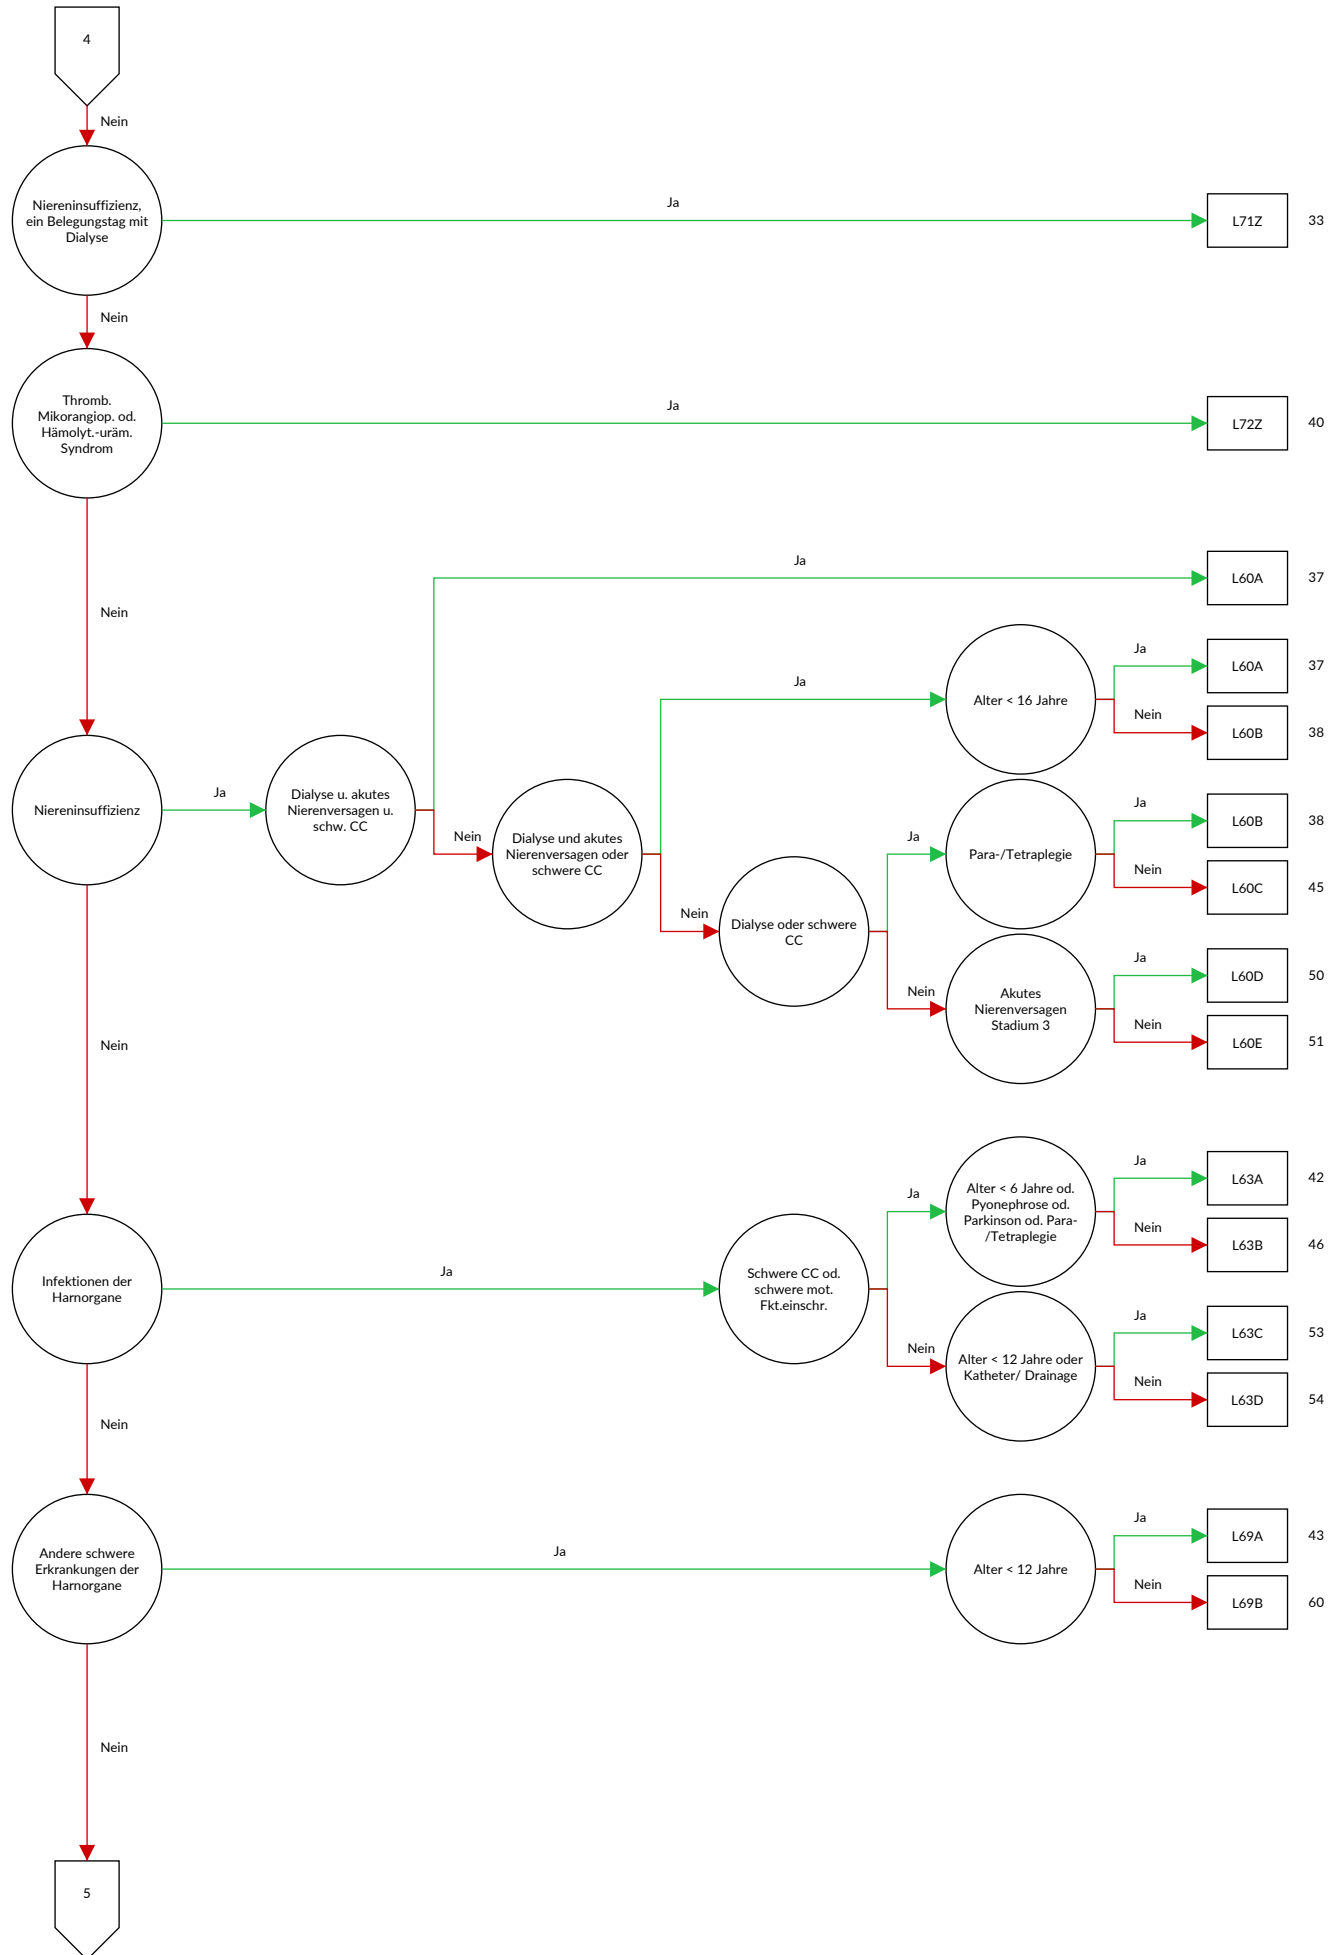 4
Nein
Niereninsuffizienz,
ein Belegungstag mit
Dialyse
Ja
L71Z 33
Nein
Thromb.
Mikorangiop. od.
Hämolyt.-uräm.
Syndrom
Ja
L72Z 40
Nein
Ja
L60A 37
Ja
Alter < 16 Jahre
Ja
L60A 37
Nein
L60B 38
Niereninsuffizienz
Ja
Dialyse u. akutes
Nierenversagen u.
schw. CC
Nein
Dialyse und akutes
Nierenversagen oder
schwere CC
Nein
Dialyse oder schwere
CC
Ja
Para-/Tetraplegie
Ja
L60B 38
Nein
L60C 45
Nein
Akutes
Nierenversagen
Stadium 3
Ja
L60D 50
Nein
L60E 51
Nein
Infektionen der
Harnorgane
Ja
Schwere CC od.
schwere mot.
Fkt.einschr.
Ja
Alter < 6 Jahre od.
Pyonephrose od.
Parkinson od. Para-
/Tetraplegie
Ja
L63A 42
Nein
L63B 46
Nein
Alter < 12 Jahre oder
Katheter/ Drainage
Ja
L63C 53
Nein
L63D 54
Nein
Andere schwere
Erkrankungen der
Harnorgane
Ja
Alter < 12 Jahre
Ja
L69A 43
Nein
L69B 60
Nein
5